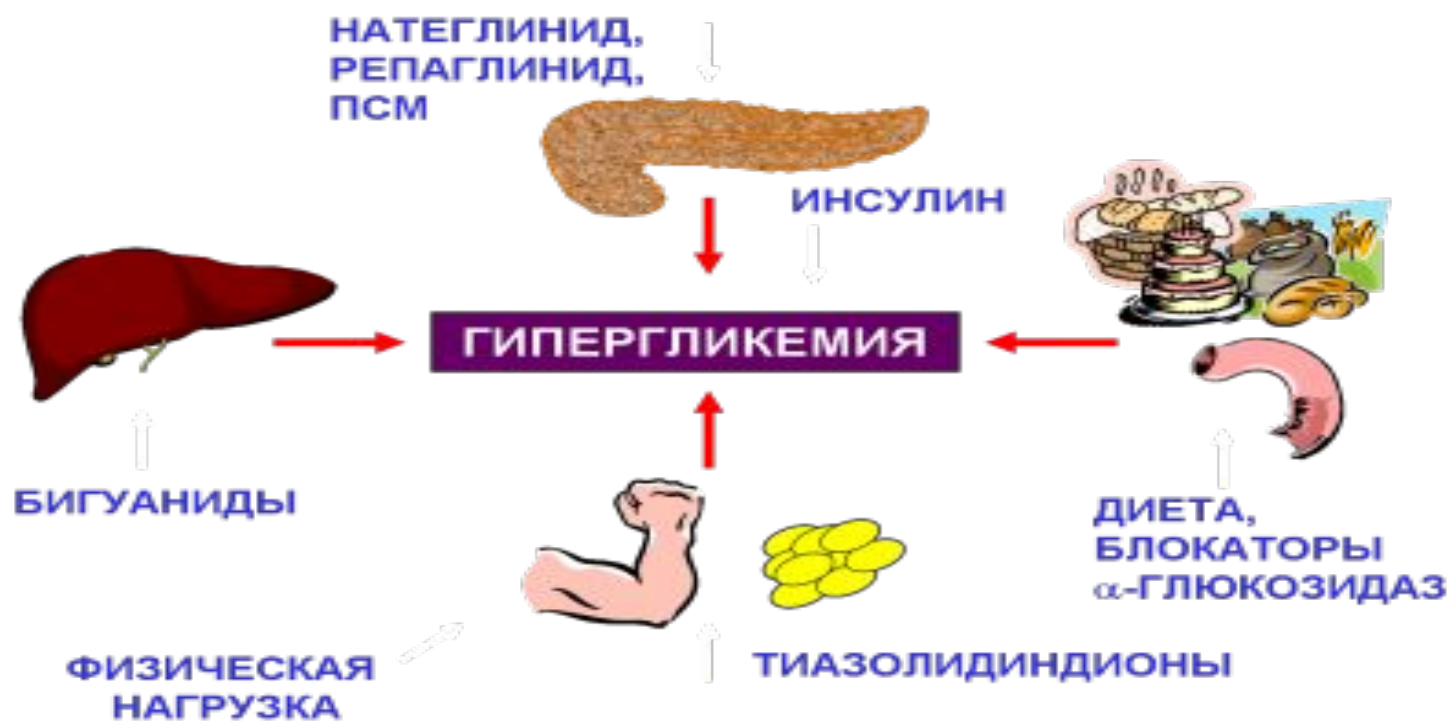 НАТЕГЛИНИД,
РЕПАГЛИНИД,
ПСМ
ИНСУЛИН
ГИПЕРГЛИКЕМИЯ
БИГУАНИДЫ
ДИЕТА,
БЛОКАТОРЫ
α-ГЛЮКОЗИДАЗ
ФИЗИЧЕСКАЯ
НАГРУЗКА
ТИАЗОЛИДИНДИОНЫ